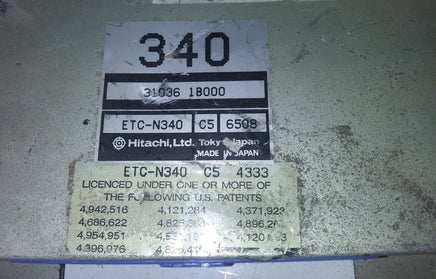 340
31036 1B000
ETC-N340 C5 6508
Hitachi, Ltd. Tokyo Japan
MADE IN JAPAN
ETC-N340 C5 4333
LICENCED UNDER ONE OR MORE OF
THE FOLLOWING U.S. PATENTS
4,942,516 4,121,284 4,371,923
4,686,622
4,954,951
4,396,976